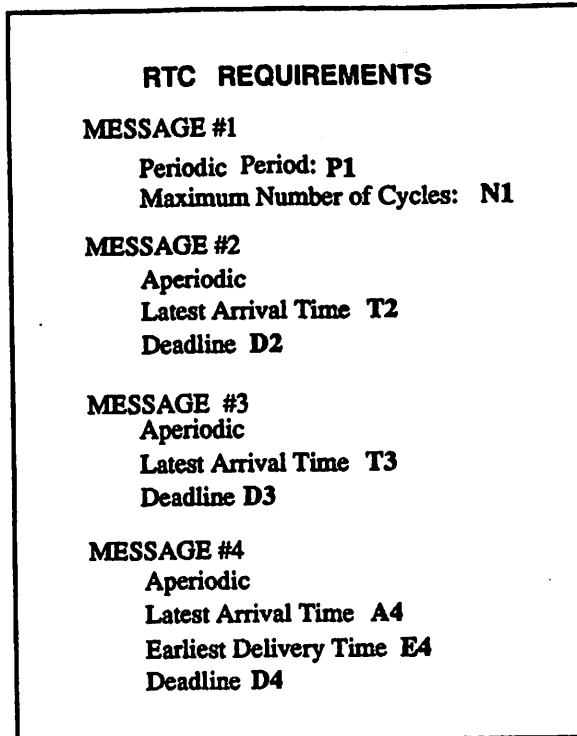 RTC REQUIREMENTS
MESSAGE #1
Periodic Period: P1
Maximum Number of Cycles: N1
MESSAGE #2
Aperiodic
Latest Arrival Time T2
Deadline D2
MESSAGE #3
Aperiodic
Latest Arrival Time T3
Deadline D3
MESSAGE #4
Aperiodic
Latest Arrival Time A4
Earliest Delivery Time E4
Deadline D4